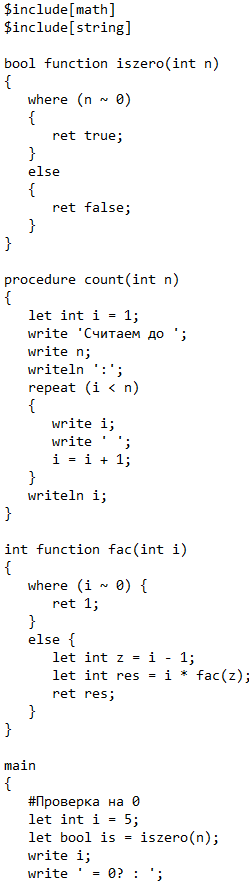 $include[math]
$include[string]

bool function iszero(int n)
{
   where (n ~ 0)
   {
      ret true;
   }
   else
   {
      ret false;
   }
}

procedure count(int n)
{
   let int i = 1;
   write 'Считаем до ';
   write n;
   writeln ':';
   repeat (i < n)
   {
      write i;
      write ' ';
      i = i + 1;
   }
   writeln i;
}

int function fac(int i)
{
   where (i ~ 0) {
      ret 1;
   }
   else {
      let int z = i - 1;
      let int res = i * fac(z);
      ret res;
   }
}

main
{
   #Проверка на 0
   let int i = 5;
   let bool is = iszero(n);
   write i;
   write ' = 0? : ';